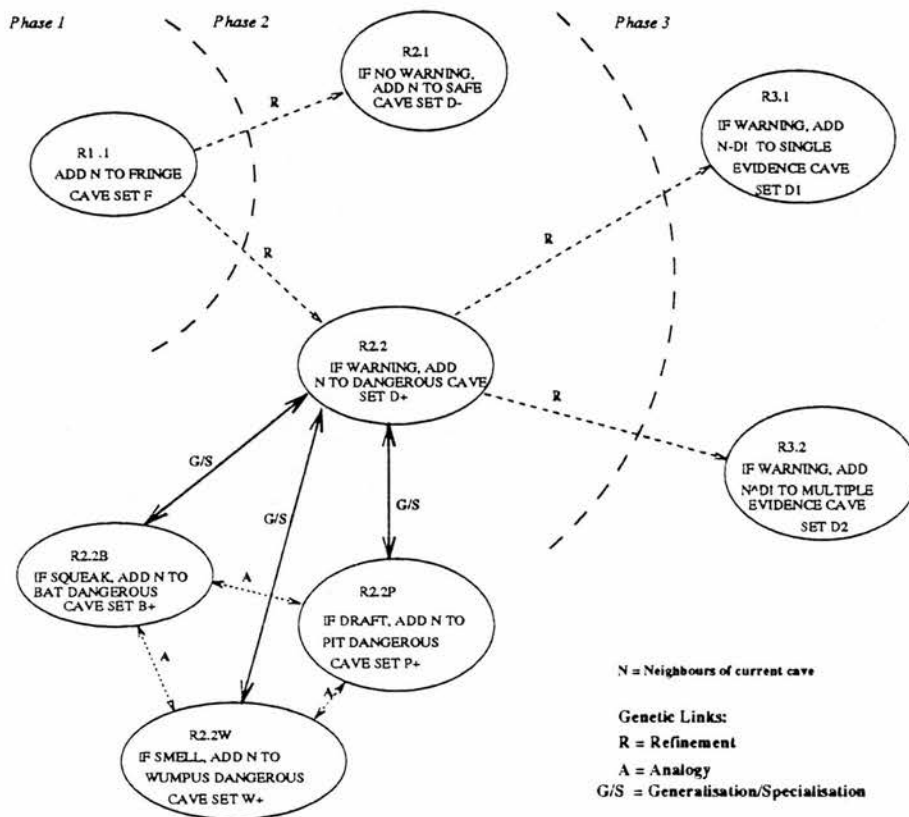 Phase 1
Phase 2
Phase 3
R2.1
IF NO WARNING,
ADD N TO SAFE
CAVE SET D-
R
R1 .1
ADD N TO FRINGE
CAVE SET F
R3.1
IF WARNING, ADD
N-D1 TO SINGLE
EVIDENCE CAVE
SET D1
R
R
R2.2
IF WARNING, ADD
N TO DANGEROUS CAVE
SET D+
R
R3.2
IF WARNING, ADD
N^D1 TO MULTIPLE
EVIDENCE CAVE
SET D2
G/S
G/S
G/S
R2.2B
IF SQUEAK, ADD N TO
BAT DANGEROUS
CAVE SET B+
A
R2.2P
IF DRAFT, ADD N TO
PIT DANGEROUS
CAVE SET P+
A
A
R2.2W
IF SMELL, ADD N TO
WUMPUS DANGEROUS
CAVE SET W+
N = Neighbours of current cave
Genetic Links:
R = Refinement
A = Analogy
G/S = Generalisation/Specialisation